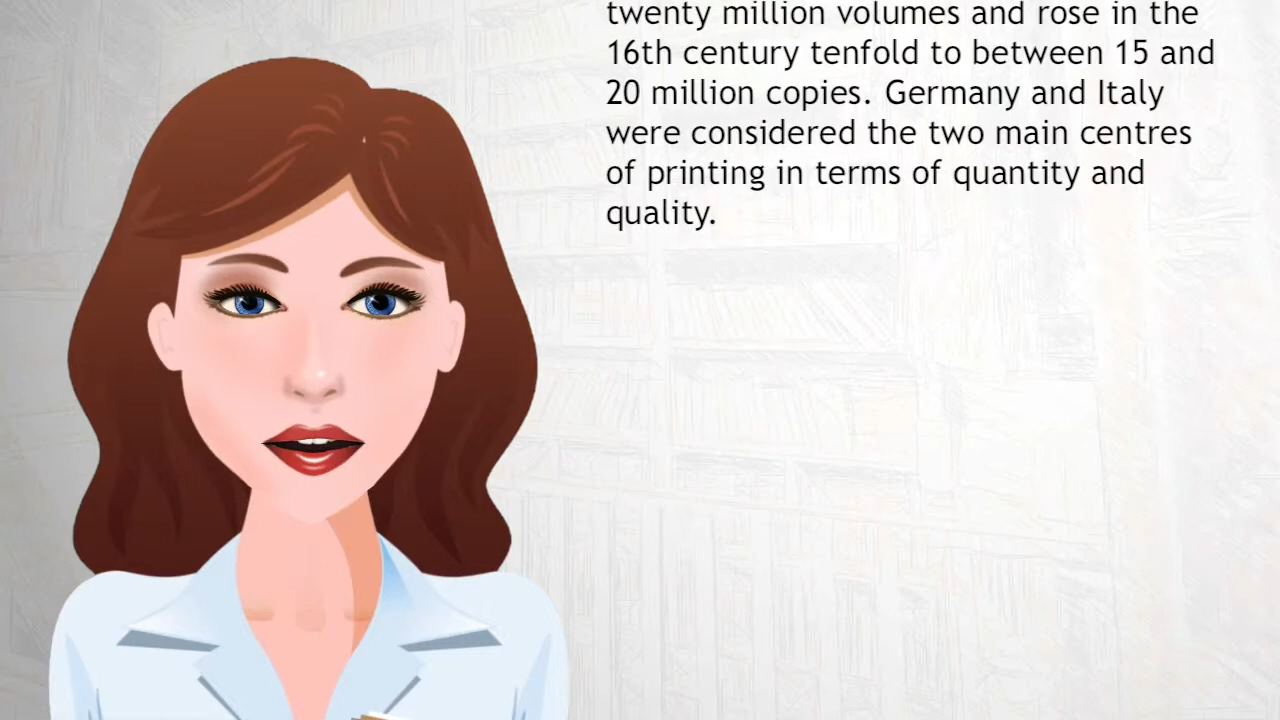 twenty million volumes and rose in the
16th century tenfold to between 15 and
20 million copies. Germany and Italy
were considered the two main centres
of printing in terms of quantity and
quality.